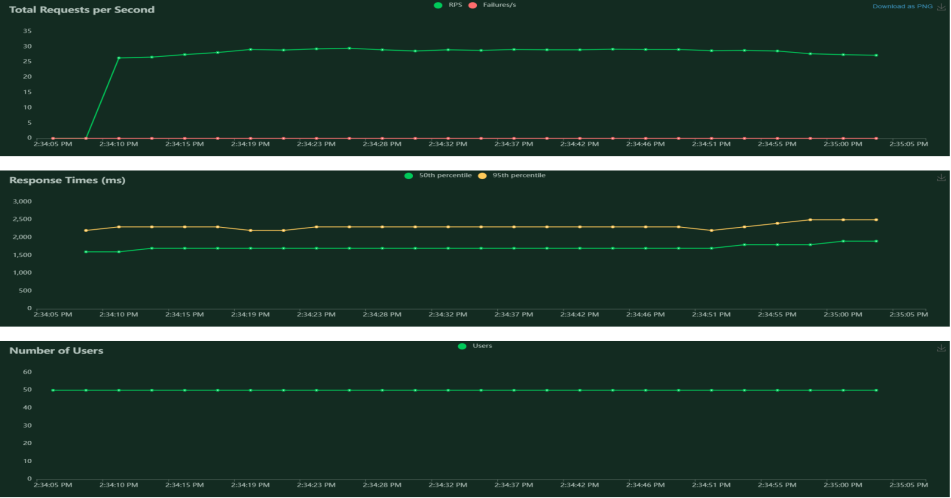 Total Requests per Second
RPS Failures/s
Download as PNG
35
30
25
20
15
10
5
0
2:34:05 PM 2:34:10 PM 2:34:15 PM 2:34:19 PM 2:34:23 PM 2:34:28 PM 2:34:32 PM 2:34:37 PM 2:34:42 PM 2:34:46 PM 2:34:51 PM 2:34:55 PM 2:35:00 PM 2:35:05 PM
Response Times (ms)
50th percentile 95th percentile
3,000
2,500
2,000
1,500
1,000
500
0
2:34:05 PM 2:34:10 PM 2:34:15 PM 2:34:19 PM 2:34:23 PM 2:34:28 PM 2:34:32 PM 2:34:37 PM 2:34:42 PM 2:34:46 PM 2:34:51 PM 2:34:55 PM 2:35:00 PM 2:35:05 PM
Number of Users
Users
60
50
40
30
20
10
0
2:34:05 PM 2:34:10 PM 2:34:15 PM 2:34:19 PM 2:34:23 PM 2:34:28 PM 2:34:32 PM 2:34:37 PM 2:34:42 PM 2:34:46 PM 2:34:51 PM 2:34:55 PM 2:35:00 PM 2:35:05 PM